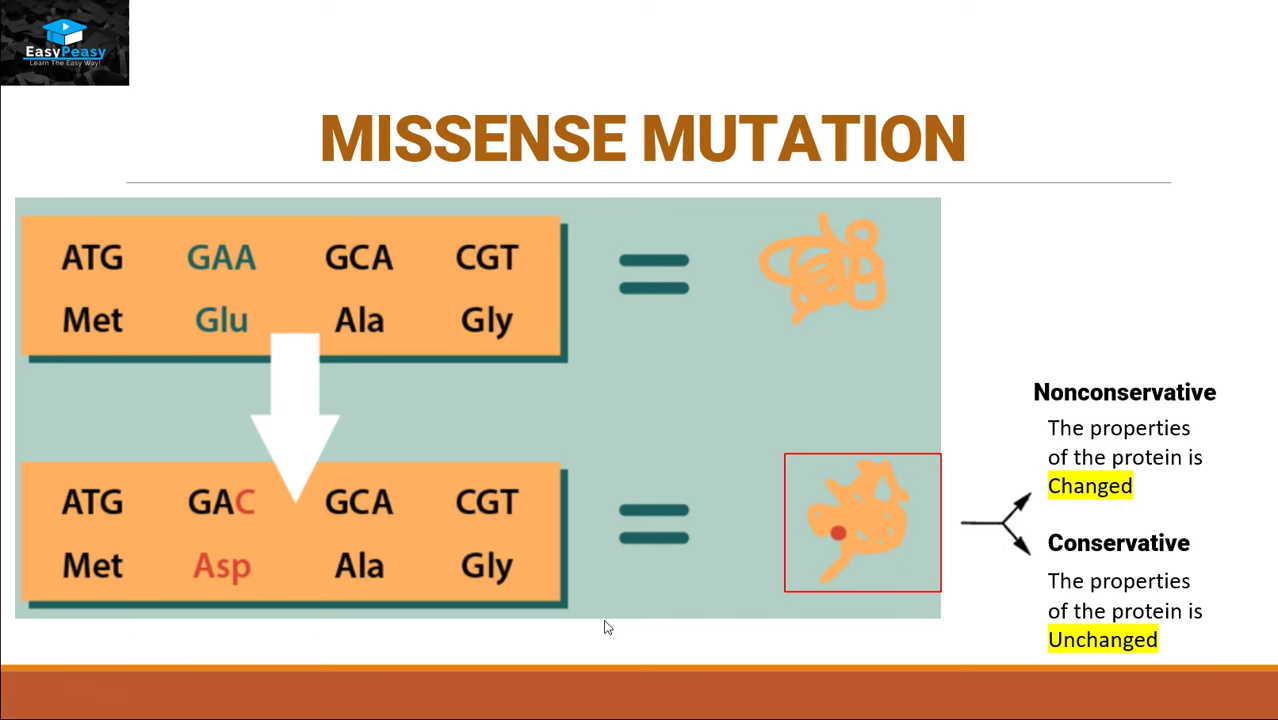 EasyPeasy
Learn The Easy Way!
MISSENSE MUTATION
ATG GAA GCA CGT
Met Glu Ala Gly
ATG GAC GCA CGT
Met Asp Ala Gly
Nonconservative
The properties
of the protein is
Changed
Conservative
The properties
of the protein is
Unchanged